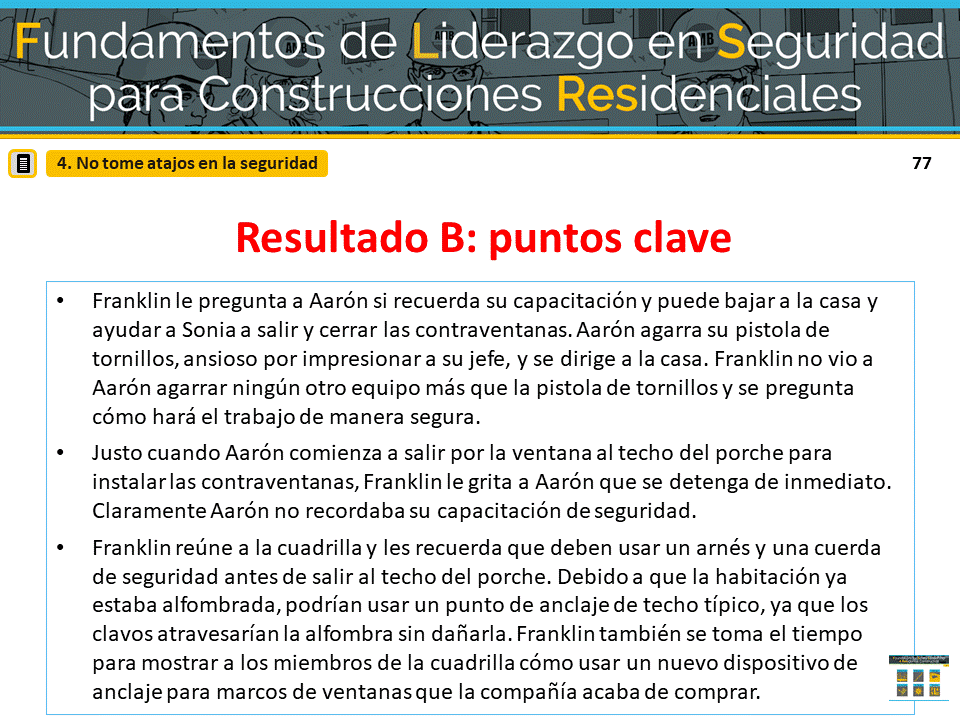 Fundamentos de Liderazgo en Seguridad
para Construcciones Residenciales
4. No tome atajos en la seguridad
77
Resultado B: puntos clave
• Franklin le pregunta a Aarón si recuerda su capacitación y puede bajar a la casa y
ayudar a Sonia a salir y cerrar las contraventanas. Aarón agarra su pistola de
tornillos, ansioso por impresionar a su jefe, y se dirige a la casa. Franklin no vio a
Aarón agarrar ningún otro equipo más que la pistola de tornillos y se pregunta
cómo hará el trabajo de manera segura.
• Justo cuando Aarón comienza a salir por la ventana al techo del porche para
instalar las contraventanas, Franklin le grita a Aarón que se detenga de inmediato.
Claramente Aarón no recordaba su capacitación de seguridad.
• Franklin reúne a la cuadrilla y les recuerda que deben usar un arnés y una cuerda
de seguridad antes de salir al techo del porche. Debido a que la habitación ya
estaba alfombrada, podrían usar un punto de anclaje de techo típico, ya que los
clavos atravesarían la alfombra sin dañarla. Franklin también se toma el tiempo
para mostrar a los miembros de la cuadrilla cómo usar un nuevo dispositivo de
anclaje para marcos de ventanas que la compañía acaba de comprar.